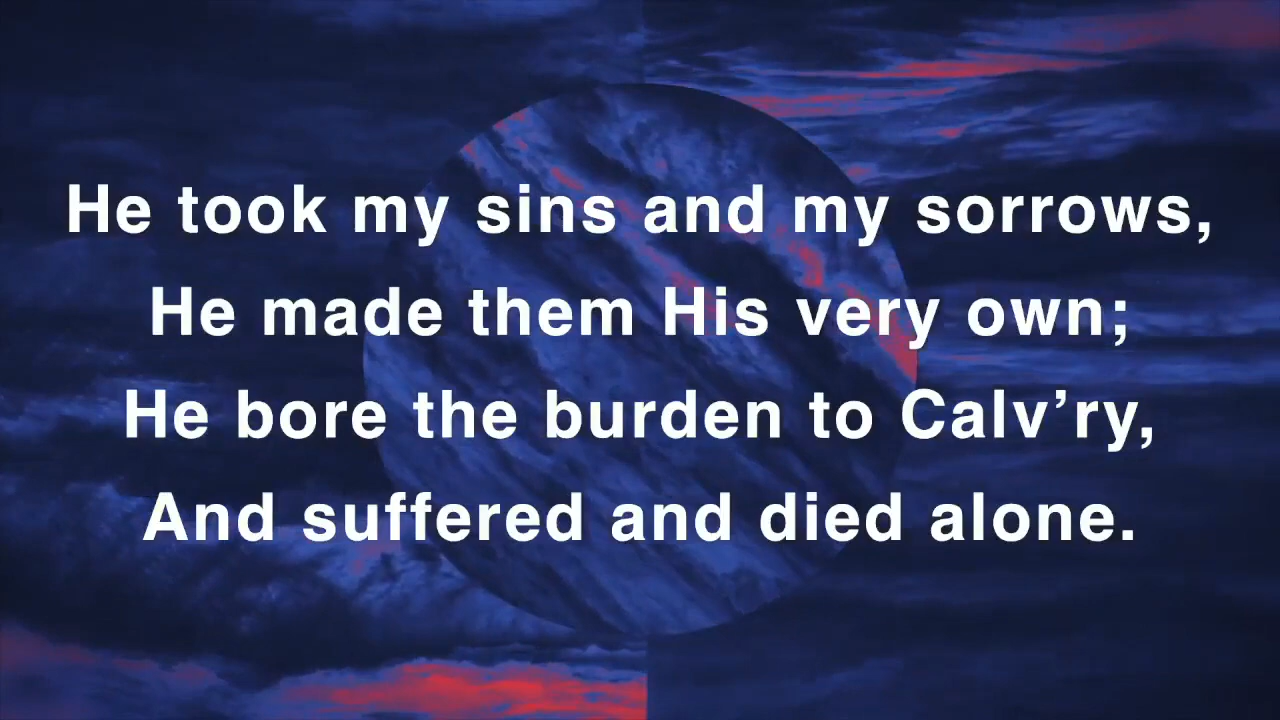 He took my sins and my sorrows,
He made them His very own;
He bore the burden to Calv’ry,
And suffered and died alone.